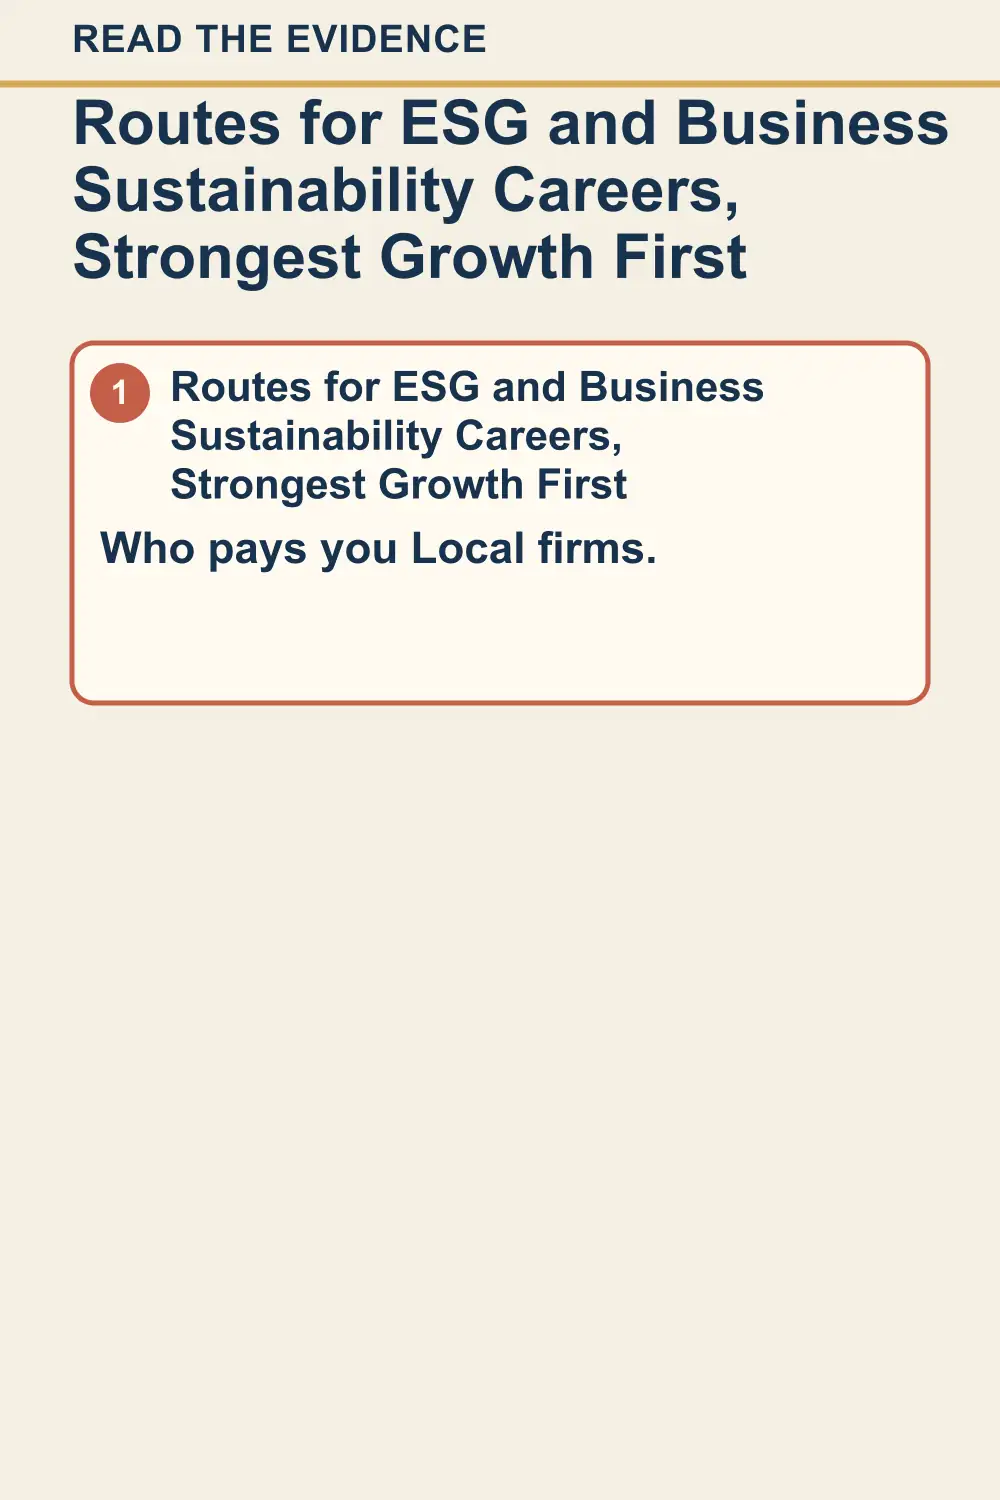 READ THE EVIDENCE
Routes for ESG and Business
Sustainability Careers,
Strongest Growth First
1
Routes for ESG and Business
Sustainability Careers,
Strongest Growth First
Who pays you Local firms.